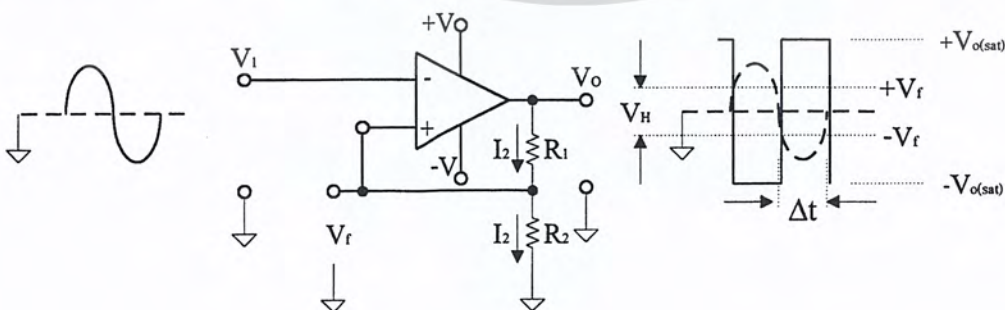 +V
V₁
-
+
-V
Vo
I₂
R₁
Vf
I₂
R₂
+Vo(sat)
+Vf
VH
-Vf
-Vo(sat)
Δt